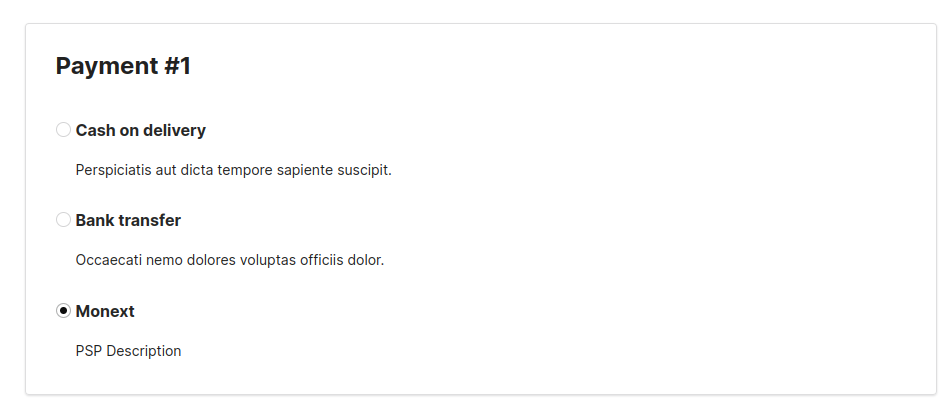 Payment #1
Cash on delivery
Perspiciatis aut dicta tempore sapiente suscipit.
Bank transfer
Occaecati nemo dolores voluptas officiis dolor.
Monext
PSP Description